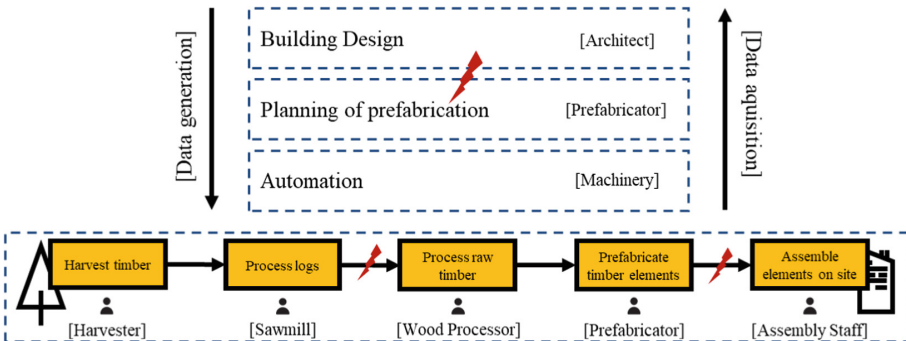 [Data generation]
Building Design [Architect]
Planning of prefabrication [Prefabricator]
Automation [Machinery]
[Data aquisition]
Harvest timber
Process logs
Process raw
timber
Prefabricate
timber elements
Assemble
elements on site
[Harvester]
[Sawmill]
[Wood Processor]
[Prefabricator]
[Assembly Staff]